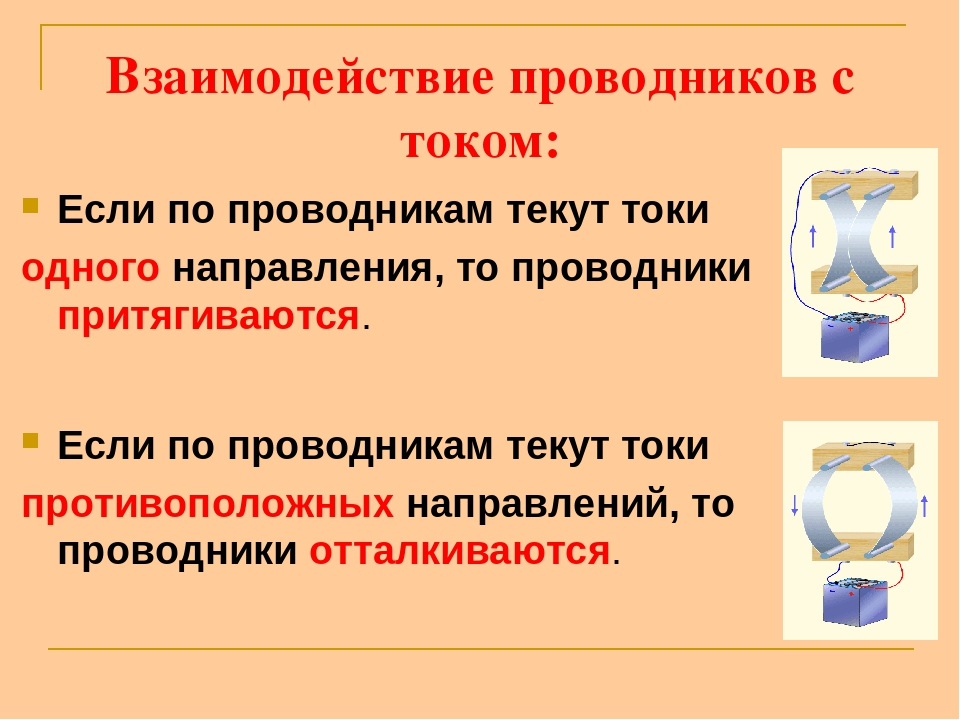 Взаимодействие проводников с
током:
Если по проводникам текут токи
одного направления, то проводники
притягиваются.
Если по проводникам текут токи
противоположных направлений, то
проводники отталкиваются.